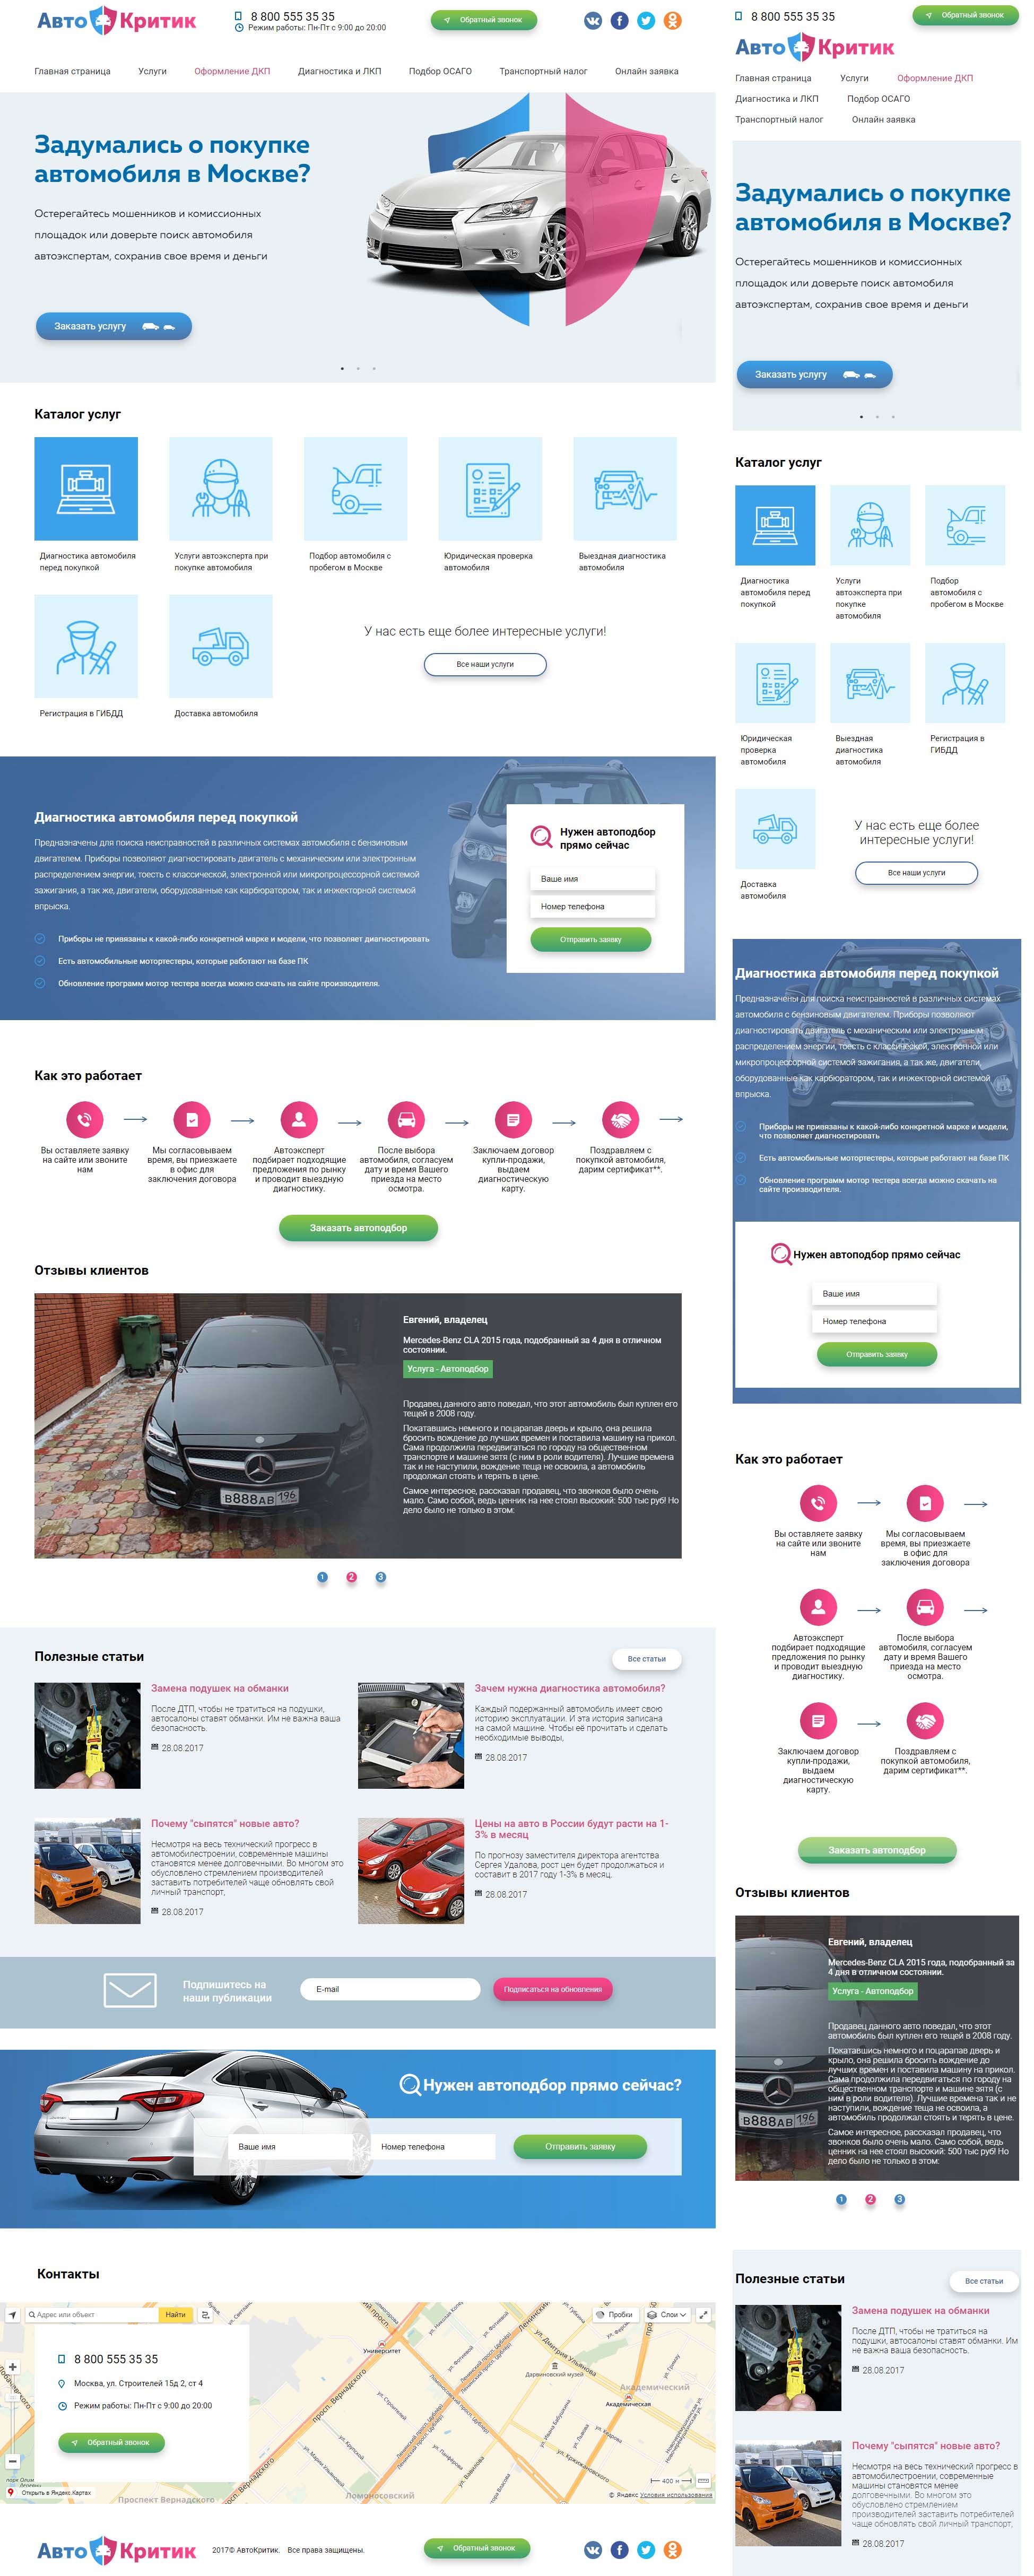 АвтоКритик
8 800 555 35 35
Режим работы: Пн-Пт с 9:00 до 20:00
Обратный звонок
Главная страница
Услуги
Оформление ДКП
Диагностика и ЛКП
Подбор ОСАГО
Транспортный налог
Онлайн заявка
Задумались о покупке
автомобиля в Москве?
Остерегайтесь мошенников и комиссионных
площадок или доверьте поиск автомобиля
автоэкспертам, сохранив свое время и деньги
Заказать услугу
Каталог услуг
Диагностика автомобиля
перед покупкой
Услуги автоэксперта при
покупке автомобиля
Подбор автомобиля с
пробегом в Москве
Юридическая проверка
автомобиля
Выездная диагностика
автомобиля
Регистрация в ГИБДД
Доставка автомобиля
У нас есть еще более интересные услуги!
Все наши услуги
Диагностика автомобиля перед покупкой
Предназначены для поиска неисправностей в различных системах автомобиля с бензиновым
двигателем. Приборы позволяют диагностировать двигатель с механическим или электронным
распределением энергии, тоесть с классической, электронной или микропроцессорной системой
зажигания, а так же, двигатели, оборудованные как карбюратором, так и инжекторной системой
впрыска.
Приборы не привязаны к какой-либо конкретной марке и модели, что позволяет диагностировать
Есть автомобильные мотортестеры, которые работают на базе ПК
Обновление программ мотор тестера всегда можно скачать на сайте производителя.
Нужен автоподбор
прямо сейчас
Ваше имя
Номер телефона
Отправить заявку
Как это работает
Вы оставляете заявку
на сайте или звоните
нам
Мы согласовываем
время, вы приезжаете
в офис для
заключения договора
Автоэксперт
подбирает подходящие
предложения по рынку
и проводит выездную
диагностику.
После выбора
автомобиля, согласуем
дату и время Вашего
приезда на место
осмотра.
Заключаем договор
купли-продажи,
выдаем
диагностическую
карту.
Поздравляем с
покупкой автомобиля,
дарим сертификат**.
Заказать автоподбор
Отзывы клиентов
В888АВ 196
Евгений, владелец
Mercedes-Benz CLA 2015 года, подобранный за 4 дня в отличном
состоянии.
Услуга - Автоподбор
Продавец данного авто поведал, что этот автомобиль был куплен его
тещей в 2008 году.
Покатавшись немного и поцарапав дверь и крыло, она решила
бросить вождение до лучших времен и поставила машину на прикол.
Сама продолжила передвигаться по городу на общественном
транспорте и машине зятя (с ним в роли водителя). Лучшие времена
так и не наступили, вождение теща не освоила, а автомобиль
продолжал стоять и терять в цене.
Самое интересное, рассказал продавец, что звонков было очень
мало. Само собой, ведь ценник на нее стоял высокий: 500 тыс руб! Но
дело было не только в этом:
1
2
3
Полезные статьи
Все статьи
Замена подушек на обманки
После ДТП, чтобы не тратиться на подушки,
автосалоны ставят обманки. Им не важна ваша
безопасность.
28.08.2017
Зачем нужна диагностика автомобиля?
Каждый подержанный автомобиль имеет свою
историю эксплуатации. И эта история записана
на самой машине. Чтобы её прочитать и сделать
необходимые выводы,
28.08.2017
Почему "сыпятся" новые авто?
Несмотря на весь технический прогресс в
автомобилестроении, современные машины
становятся менее долговечными. Во многом это
обусловлено стремлением производителей
заставить потребителей чаще обновлять свой
личный транспорт,
28.08.2017
Цены на авто в России будут расти на 1-
3% в месяц
По прогнозу заместителя директора агентства
Сергея Удалова, рост цен будет продолжаться и
составит в 2017 году 1-3% в месяц.
28.08.2017
Подпишитесь на
наши публикации
E-mail
Подписаться на обновления
Нужен автоподбор прямо сейчас?
Ваше имя
Номер телефона
Отправить заявку
Контакты
Адрес или объект
Найти
Пробки
Слои
Университет
Дарвиновский музей
Академический
Академическая
просп. Вернадского
Ленинский просп.
ул. Дмитрия Ульянова
ул. Кржижановского
ул. Вавилова
Проспект Вернадского
Ломоносовский
8 800 555 35 35
Москва, ул. Строителей 15д 2, ст 4
Режим работы: Пн-Пт с 9:00 до 20:00
Обратный звонок
Открыть в Яндекс.Картах
400 м
© Яндекс Условия использования
АвтоКритик
2017© АвтоКритик. Все права защищены.
Обратный звонок
8 800 555 35 35
Обратный звонок
АвтоКритик
Главная страница
Услуги
Оформление ДКП
Диагностика и ЛКП
Подбор ОСАГО
Транспортный налог
Онлайн заявка
Задумались о покупке
автомобиля в Москве?
Остерегайтесь мошенников и комиссионных
площадок или доверьте поиск автомобиля
автоэкспертам, сохранив свое время и деньги
Заказать услугу
Каталог услуг
Диагностика
автомобиля перед
покупкой
Услуги
автоэксперта при
покупке
автомобиля
Подбор
автомобиля с
пробегом в Москве
Юридическая
проверка
автомобиля
Выездная
диагностика
автомобиля
Регистрация в
ГИБДД
Доставка
автомобиля
У нас есть еще более
интересные услуги!
Все наши услуги
Диагностика автомобиля перед покупкой
Предназначены для поиска неисправностей в различных системах
автомобиля с бензиновым двигателем. Приборы позволяют
диагностировать двигатель с механическим или электронным
распределением энергии, тоесть с классической, электронной или
микропроцессорной системой зажигания, а так же, двигатели,
оборудованные как карбюратором, так и инжекторной системой
впрыска.
Приборы не привязаны к какой-либо конкретной марке и модели,
что позволяет диагностировать
Есть автомобильные мотортестеры, которые работают на базе ПК
Обновление программ мотор тестера всегда можно скачать на
сайте производителя.
Нужен автоподбор прямо сейчас
Ваше имя
Номер телефона
Отправить заявку
Как это работает
Вы оставляете заявку
на сайте или звоните
нам
Мы согласовываем
время, вы приезжаете
в офис для
заключения договора
Автоэксперт
подбирает подходящие
предложения по рынку
и проводит выездную
диагностику.
После выбора
автомобиля, согласуем
дату и время Вашего
приезда на место
осмотра.
Заключаем договор
купли-продажи,
выдаем
диагностическую
карту.
Поздравляем с
покупкой автомобиля,
дарим сертификат**.
Заказать автоподбор
Отзывы клиентов
В888АВ 196
Евгений, владелец
Mercedes-Benz CLA 2015 года, подобранный за
4 дня в отличном состоянии.
Услуга - Автоподбор
Продавец данного авто поведал, что этот
автомобиль был куплен его тещей в 2008 году.
Покатавшись немного и поцарапав дверь и
крыло, она решила бросить вождение до
лучших времен и поставила машину на прикол.
Сама продолжила передвигаться по городу на
общественном транспорте и машине зятя (с
ним в роли водителя). Лучшие времена так и не
наступили, вождение теща не освоила, а
автомобиль продолжал стоять и терять в цене.
Самое интересное, рассказал продавец, что
звонков было очень мало. Само собой, ведь
ценник на нее стоял высокий: 500 тыс руб! Но
дело было не только в этом:
1
2
3
Полезные статьи
Все статьи
Замена подушек на обманки
После ДТП, чтобы не тратиться на
подушки, автосалоны ставят обманки. Им
не важна ваша безопасность.
28.08.2017
Почему "сыпятся" новые авто?
Несмотря на весь технический прогресс в
автомобилестроении, современные
машины становятся менее
долговечными. Во многом это
обусловлено стремлением
производителей заставить потребителей
чаще обновлять свой личный транспорт,
28.08.2017